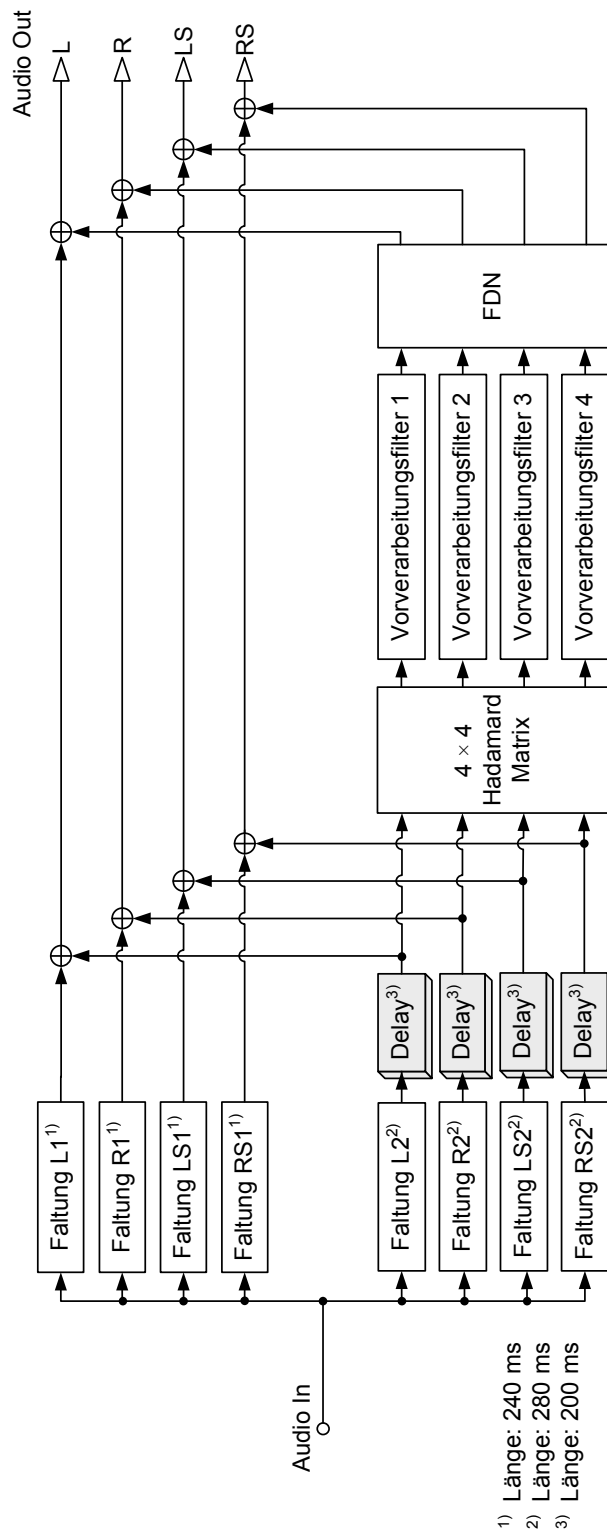 Audio Out
L
R
LS
RS
Faltung L1¹⁾
Faltung R1¹⁾
Faltung LS1¹⁾
Faltung RS1¹⁾
Audio In
Faltung L2²⁾
Faltung R2²⁾
Faltung LS2²⁾
Faltung RS2²⁾
Delay³⁾
Delay³⁾
Delay³⁾
Delay³⁾
4 × 4
Hadamard
Matrix
Vorverarbeitungsfilter 1
Vorverarbeitungsfilter 2
Vorverarbeitungsfilter 3
Vorverarbeitungsfilter 4
FDN
¹⁾ Länge: 240 ms
²⁾ Länge: 280 ms
³⁾ Länge: 200 ms